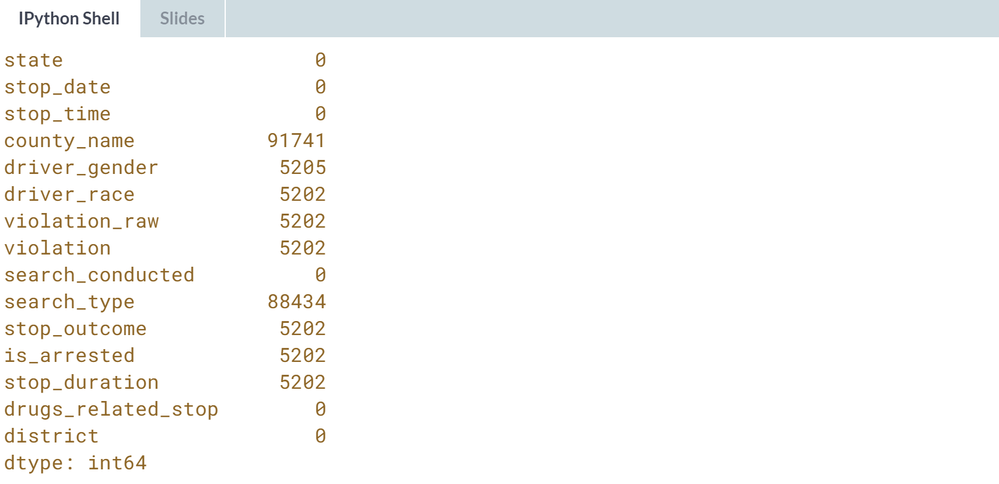 IPython Shell Slides
state 0
stop_date 0
stop_time 0
county_name 91741
driver_gender 5205
driver_race 5202
violation_raw 5202
violation 5202
search_conducted 0
search_type 88434
stop_outcome 5202
is_arrested 5202
stop_duration 5202
drugs_related_stop 0
district 0
dtype: int64